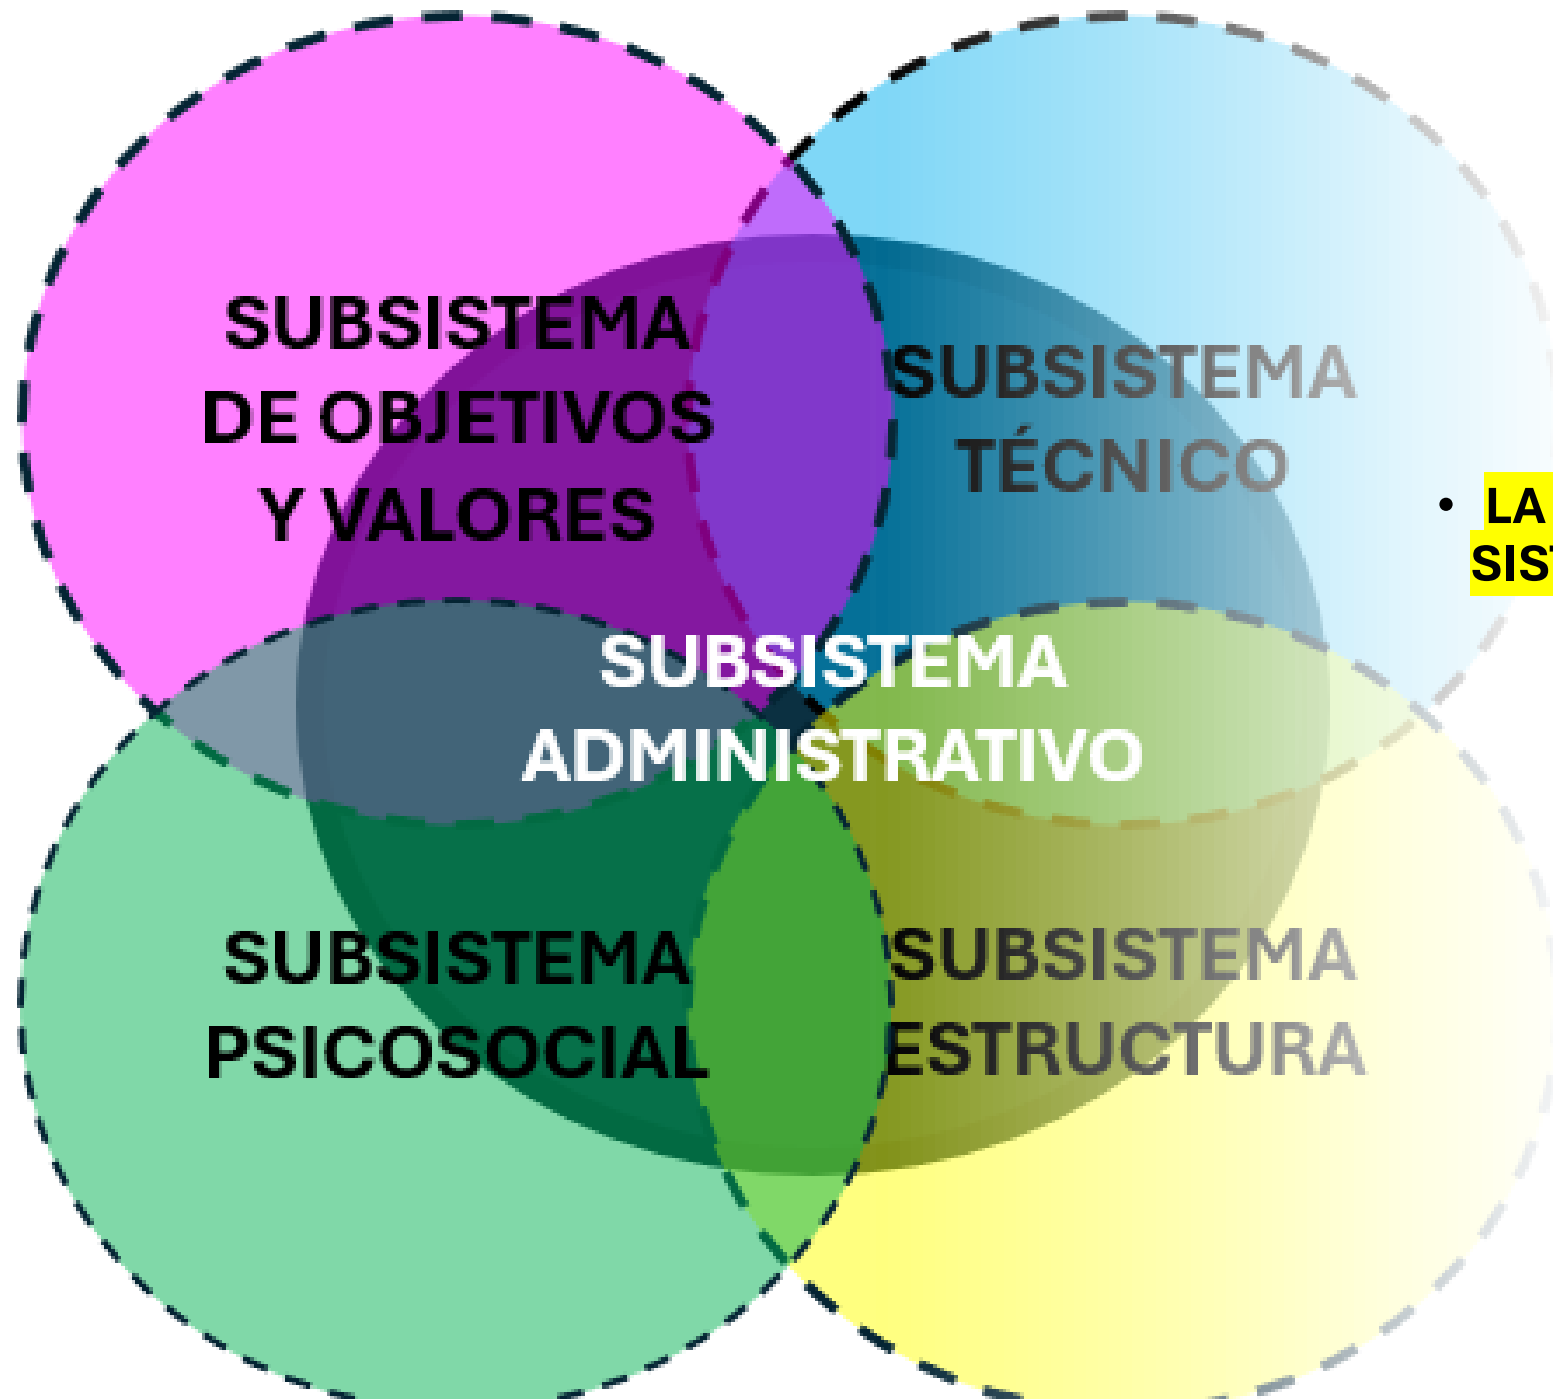 SUBSISTEMA
DE OBJETIVOS
Y VALORES
SUBSISTEMA
TÉCNICO
• LA
SUBSISTEMA
ADMINISTRATIVO
SUBSISTEMA
PSICOSOCIAL
SUBSISTEMA
ESTRUCTURA